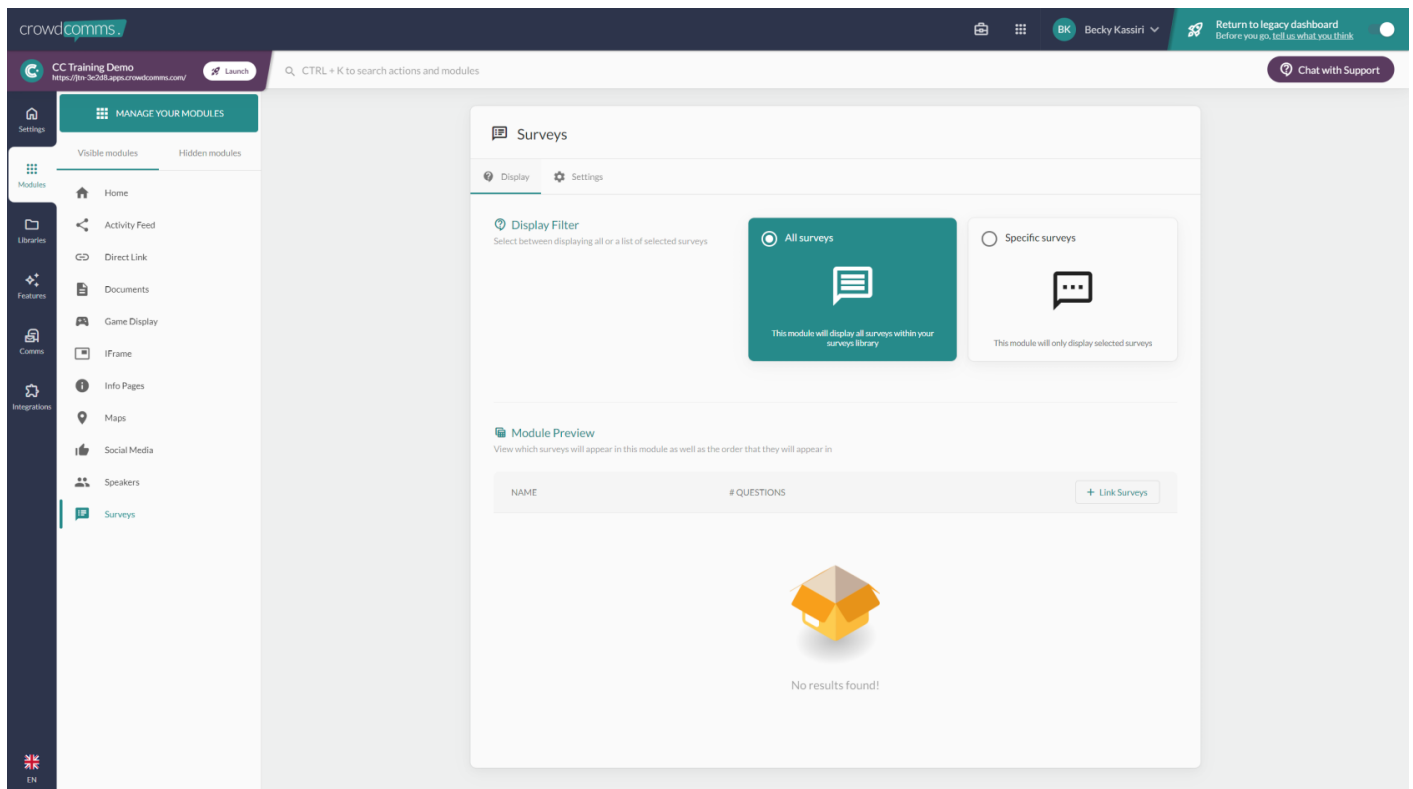 crowdcomms.
BK Becky Kassiri
Return to legacy dashboard
Before you go, tell us what you think
CC Training Demo
https://jtn-3e2d8.apps.crowdcomms.com/
Launch
CTRL + K to search actions and modules
Chat with Support
Settings
Modules
Libraries
Features
Comms
Integrations
EN
MANAGE YOUR MODULES
Visible modules Hidden modules
Home
Activity Feed
Direct Link
Documents
Game Display
IFrame
Info Pages
Maps
Social Media
Speakers
Surveys
Surveys
Display Settings
Display Filter
Select between displaying all or a list of selected surveys
All surveys
This module will display all surveys within your
surveys library
Specific surveys
This module will only display selected surveys
Module Preview
View which surveys will appear in this module as well as the order that they will appear in
NAME # QUESTIONS + Link Surveys
No results found!